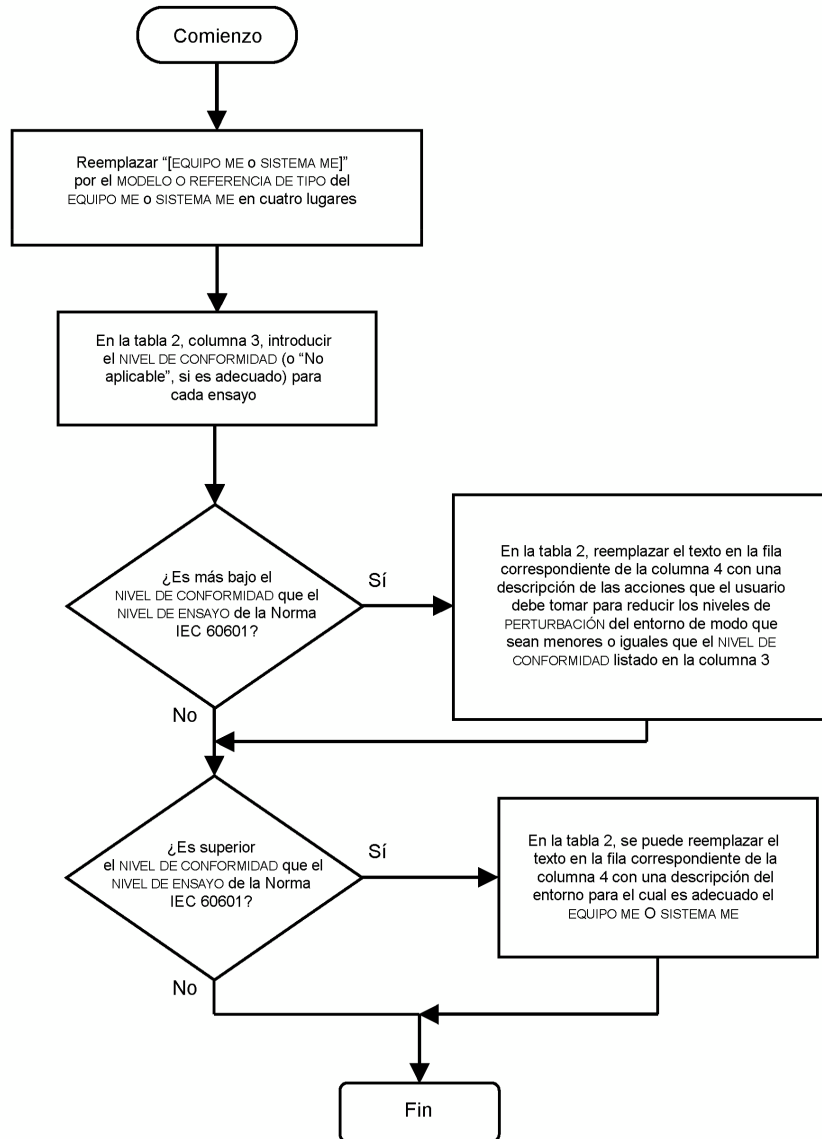 Comienzo
Reemplazar “[EQUIPO ME o SISTEMA ME]”
por el MODELO O REFERENCIA DE TIPO del
EQUIPO ME o SISTEMA ME en cuatro lugares
En la tabla 2, columna 3, introducir
el NIVEL DE CONFORMIDAD (o “No
aplicable”, si es adecuado) para
cada ensayo
¿Es más bajo el
NIVEL DE CONFORMIDAD que el
NIVEL DE ENSAYO de la Norma
IEC 60601?
Sí
En la tabla 2, reemplazar el texto en la fila
correspondiente de la columna 4 con una
descripción de las acciones que el usuario
debe tomar para reducir los niveles de
PERTURBACIÓN del entorno de modo que
sean menores o iguales que el NIVEL DE
CONFORMIDAD listado en la columna 3
No
¿Es superior
el NIVEL DE CONFORMIDAD que el
NIVEL DE ENSAYO de la Norma
IEC 60601?
Sí
En la tabla 2, se puede reemplazar el
texto en la fila correspondiente de la
columna 4 con una descripción del
entorno para el cual es adecuado el
EQUIPO ME O SISTEMA ME
No
Fin